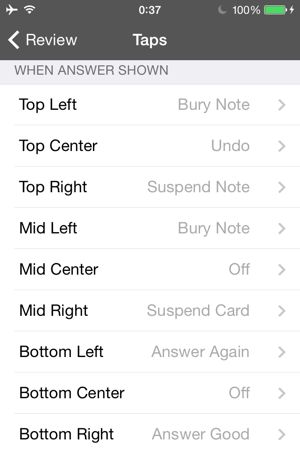 0:37 100%
Review Taps
WHEN ANSWER SHOWN
Top Left Bury Note
Top Center Undo
Top Right Suspend Note
Mid Left Bury Note
Mid Center Off
Mid Right Suspend Card
Bottom Left Answer Again
Bottom Center Off
Bottom Right Answer Good